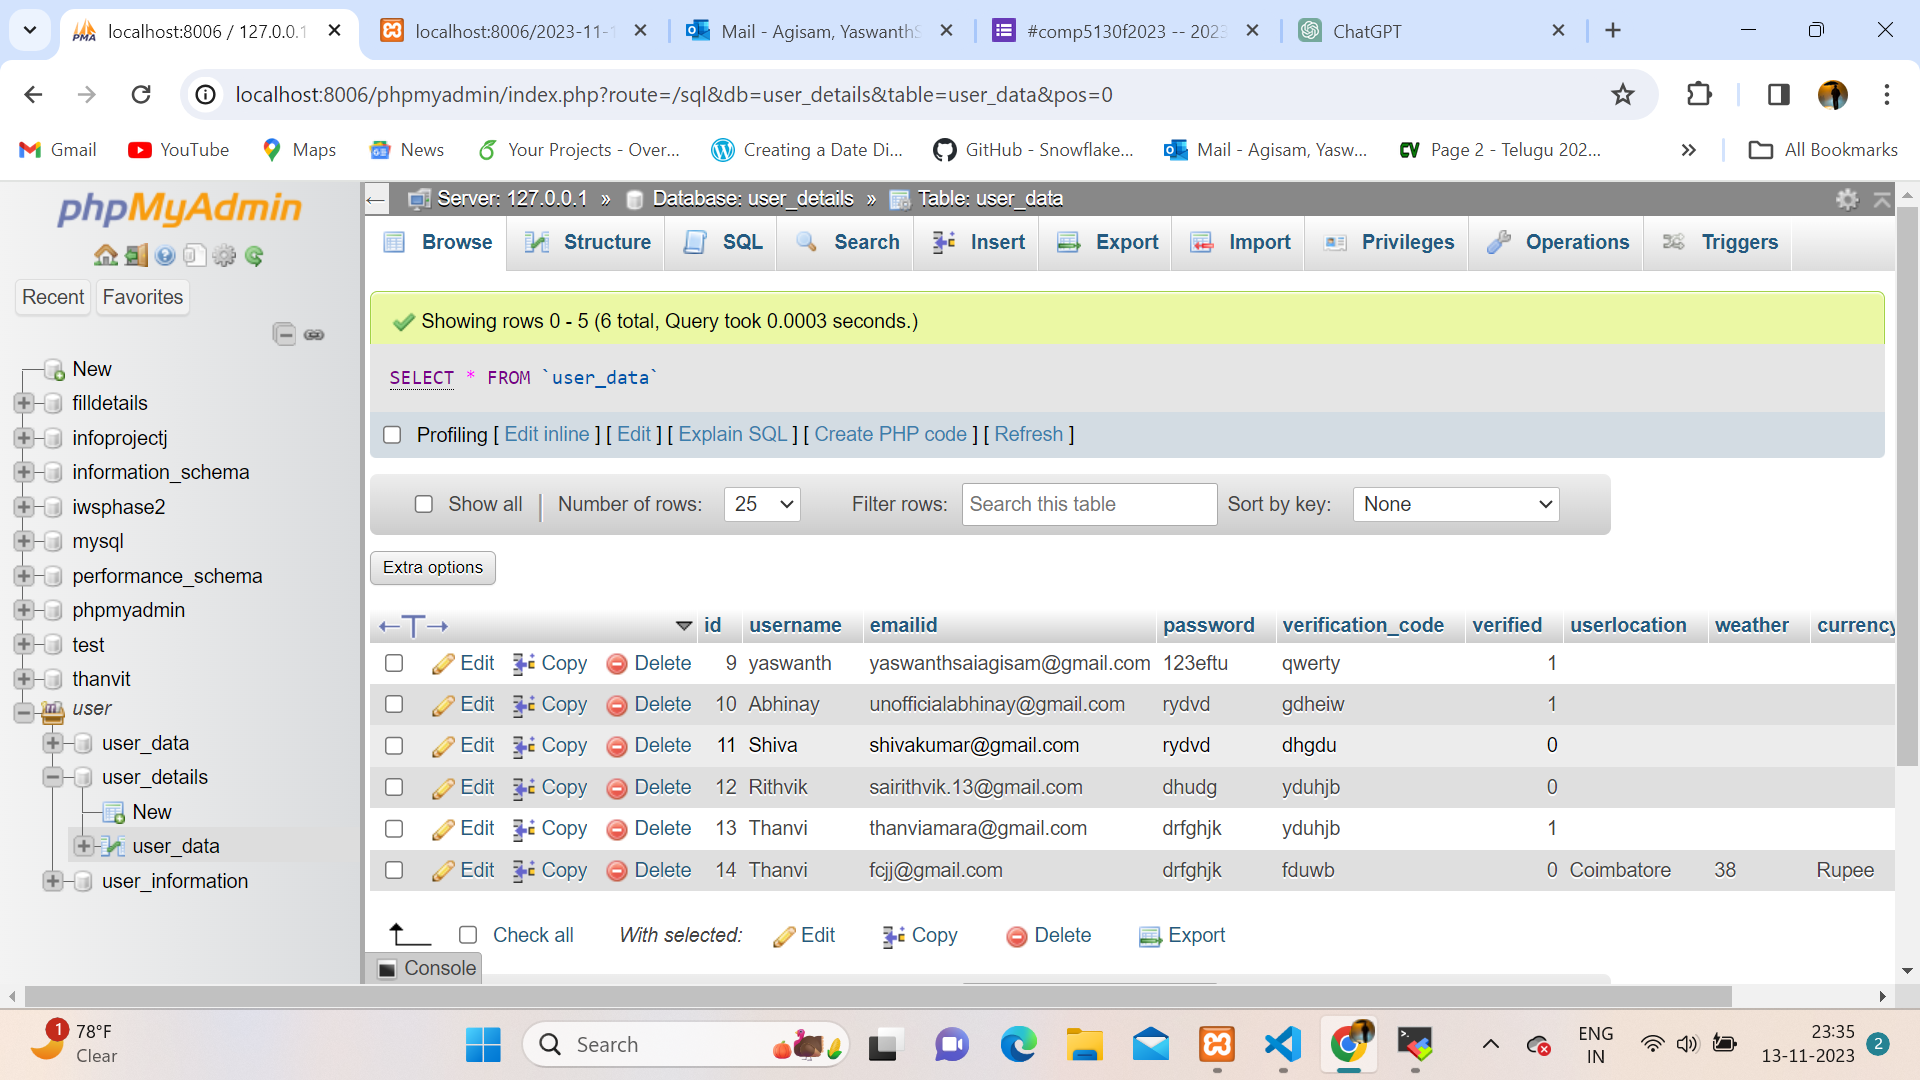 localhost:8006 / 127.0.0.1
localhost:8006/2023-11-1
Mail - Agisam, YaswanthS
#comp5130f2023 -- 2023
ChatGPT
localhost:8006/phpmyadmin/index.php?route=/sql&db=user_details&table=user_data&pos=0
Gmail YouTube Maps News Your Projects - Over... Creating a Date Di... GitHub - Snowflake... Mail - Agisam, Yasw... Page 2 - Telugu 202... » All Bookmarks
phpMyAdmin
Recent Favorites
New
filldetails
infoprojectj
information_schema
iwsphase2
mysql
performance_schema
phpmyadmin
test
thanvit
user
user_data
user_details
New
user_data
user_information
Server: 127.0.0.1 » Database: user_details » Table: user_data
Browse Structure SQL Search Insert Export Import Privileges Operations Triggers
Showing rows 0 - 5 (6 total, Query took 0.0003 seconds.)
SELECT * FROM `user_data`
Profiling [ Edit inline ] [ Edit ] [ Explain SQL ] [ Create PHP code ] [ Refresh ]
Show all | Number of rows: 25 Filter rows: Search this table Sort by key: None
Extra options
id username emailid password verification_code verified userlocation weather currency
Edit Copy Delete 9 yaswanth yaswanthsaiagisam@gmail.com 123eftu qwerty 1
Edit Copy Delete 10 Abhinay unofficialabhinay@gmail.com rydvd gdheiw 1
Edit Copy Delete 11 Shiva shivakumar@gmail.com rydvd dhgdu 0
Edit Copy Delete 12 Rithvik sairithvik.13@gmail.com dhudg yduhjb 0
Edit Copy Delete 13 Thanvi thanviamara@gmail.com drfghjk yduhjb 1
Edit Copy Delete 14 Thanvi fcjj@gmail.com drfghjk fduwb 0 Coimbatore 38 Rupee
Check all With selected: Edit Copy Delete Export
Console
1 78°F
Clear
Search
ENG
IN
23:35
13-11-2023
2